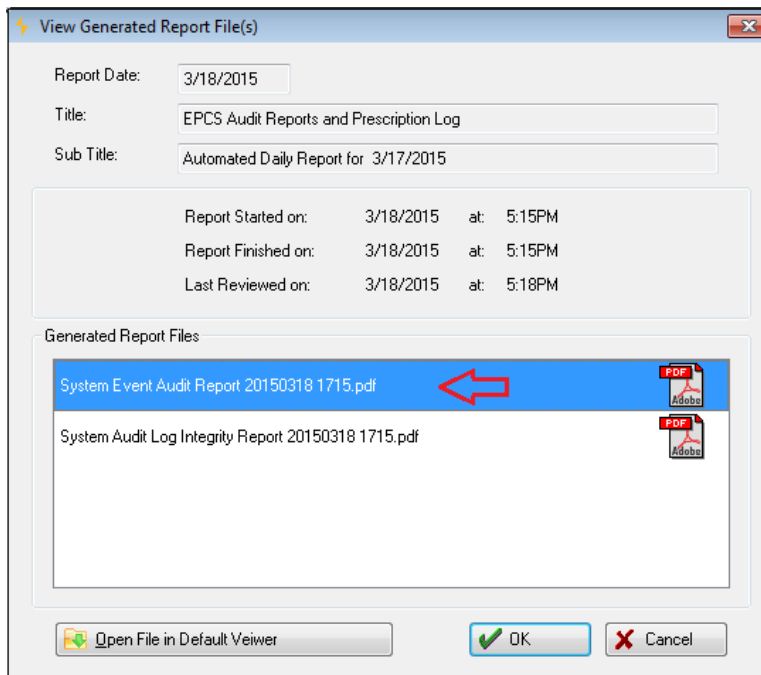 View Generated Report File(s)
Report Date: 3/18/2015
Title: EPCS Audit Reports and Prescription Log
Sub Title: Automated Daily Report for 3/17/2015
Report Started on: 3/18/2015 at: 5:15PM
Report Finished on: 3/18/2015 at: 5:15PM
Last Reviewed on: 3/18/2015 at: 5:18PM
Generated Report Files
System Event Audit Report 20150318 1715.pdf PDF Adobe
System Audit Log Integrity Report 20150318 1715.pdf PDF Adobe
Open File in Default Veiwer OK Cancel